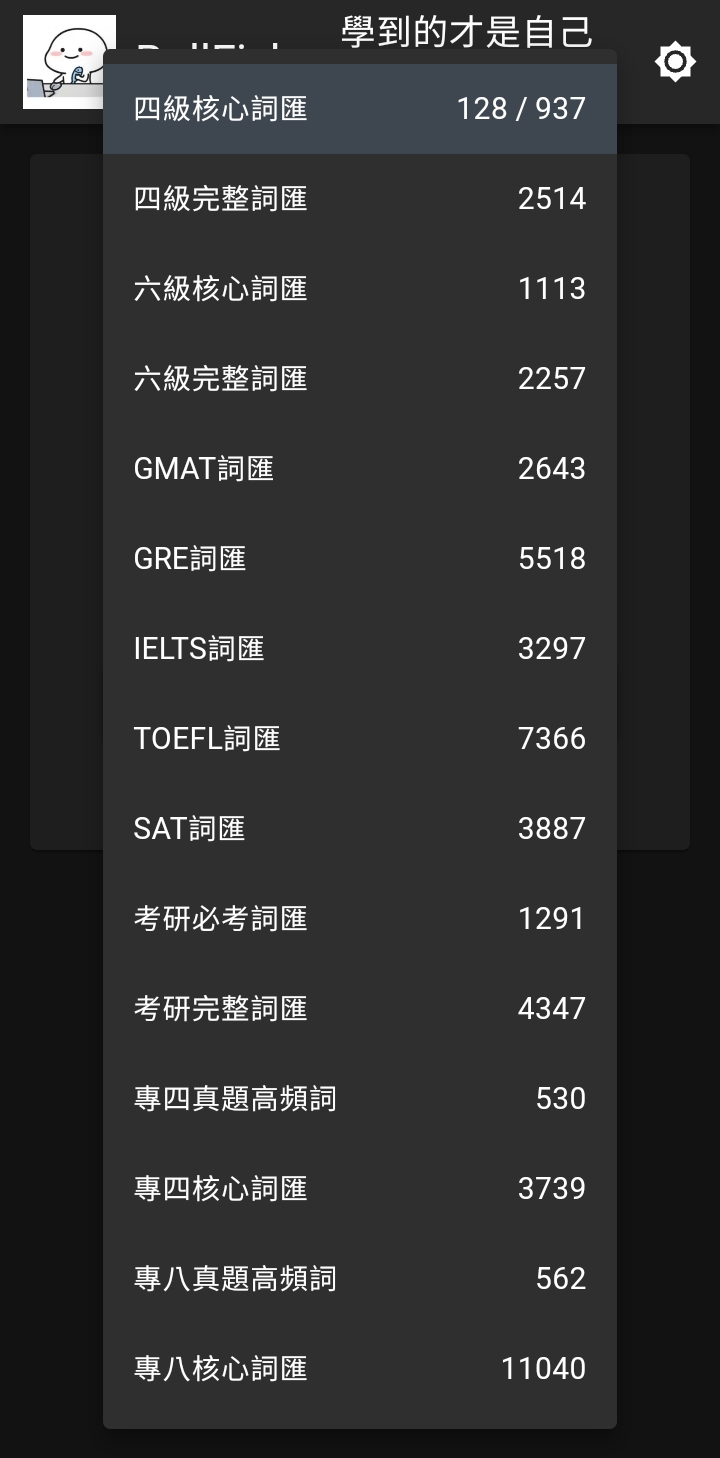 學到的才是自己
四級核心詞匯 128 / 937
四級完整詞匯 2514
六級核心詞匯 1113
六級完整詞匯 2257
GMAT詞匯 2643
GRE詞匯 5518
IELTS詞匯 3297
TOEFL詞匯 7366
SAT詞匯 3887
考研必考詞匯 1291
考研完整詞匯 4347
專四真題高頻詞 530
專四核心詞匯 3739
專八真題高頻詞 562
專八核心詞匯 11040